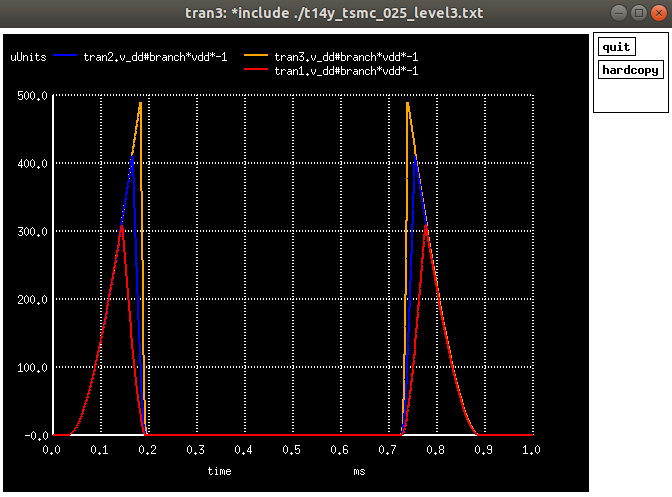 tran3: *include ./t14y_tsmc_025_level3.txt
quit
hardcopy
uUnits
tran2.v_dd#branch*vdd*-1
tran3.v_dd#branch*vdd*-1
tran1.v_dd#branch*vdd*-1
500.0
400.0
300.0
200.0
100.0
-0.0
0.0 0.1 0.2 0.3 0.4 0.5 0.6 0.7 0.8 0.9 1.0
time ms